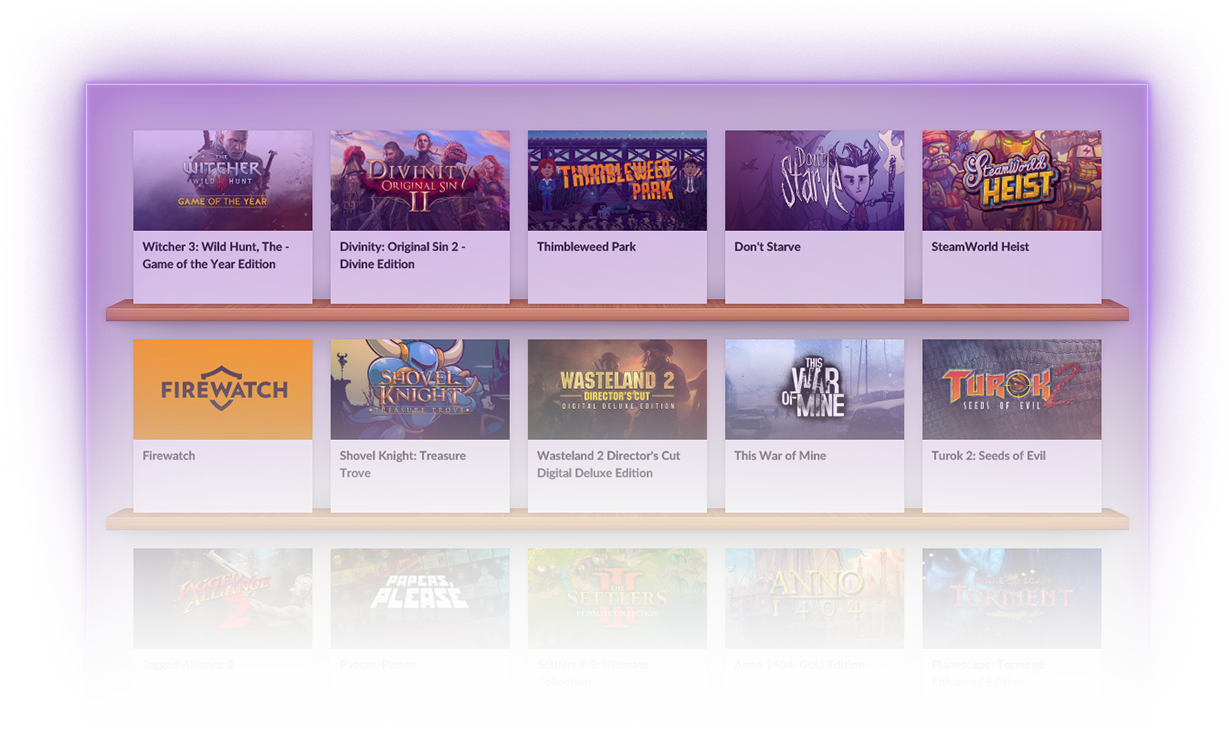 THE
WITCHER
WILD HUNT
GAME OF THE YEAR
DIVINITY
ORIGINAL SIN
II
THIMBLEWEED
PARK
Don't
Starve
SteamWorld
HEIST
Witcher 3: Wild Hunt, The -
Game of the Year Edition
Divinity: Original Sin 2 -
Divine Edition
Thimbleweed Park
Don't Starve
SteamWorld Heist
FIREWATCH
SHOVEL
KNIGHT
TREASURE TROVE
WASTELAND 2
DIRECTOR'S CUT
DIGITAL DELUXE EDITION
THIS
WAR
OF MINE
TUROK 2
SEEDS OF EVIL
Firewatch
Shovel Knight: Treasure
Trove
Wasteland 2 Director's Cut
Digital Deluxe Edition
This War of Mine
Turok 2: Seeds of Evil
JAGGED
ALLIANCE
2
PAPERS,
PLEASE
III
THE
SETTLERS
ULTIMATE COLLECTION
ANNO
1404
PLANESCAPE
TORMENT
Jagged Alliance 2
Papers, Please
Anno 1404: Gold Edition
Planescape: Torment:
Enhanced Edition